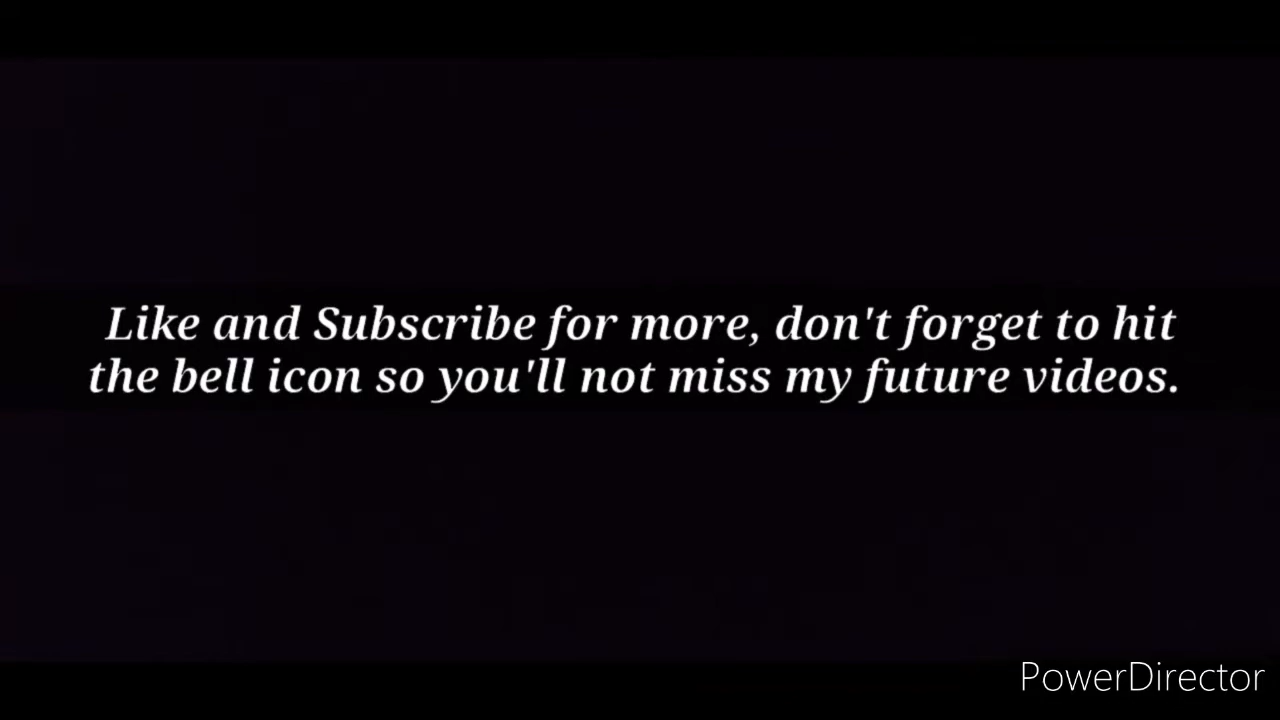 Like and Subscribe for more, don't forget to hit
the bell icon so you'll not miss my future videos.
PowerDirector